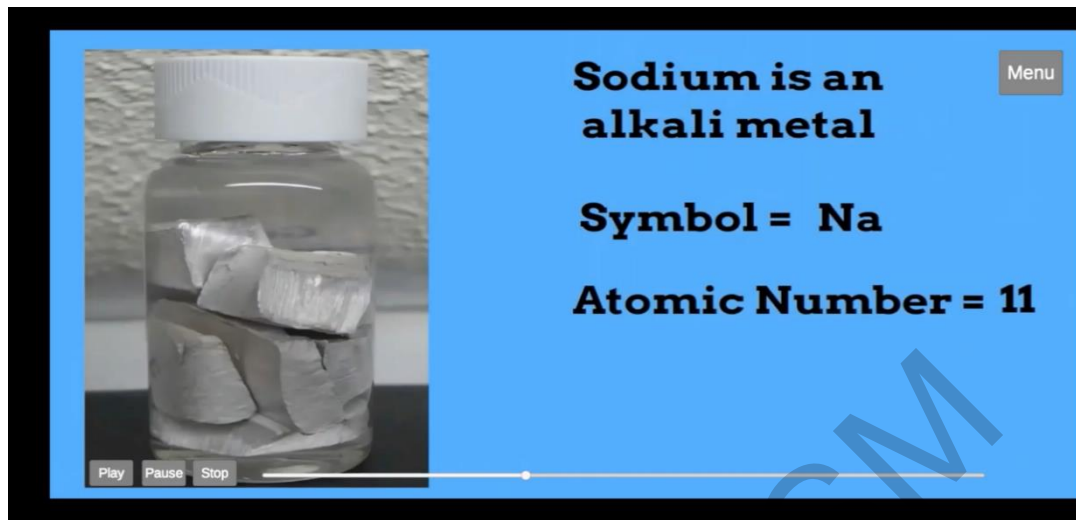 Sodium is an
alkali metal
Menu
Symbol = Na
Atomic Number = 11
Play Pause Stop